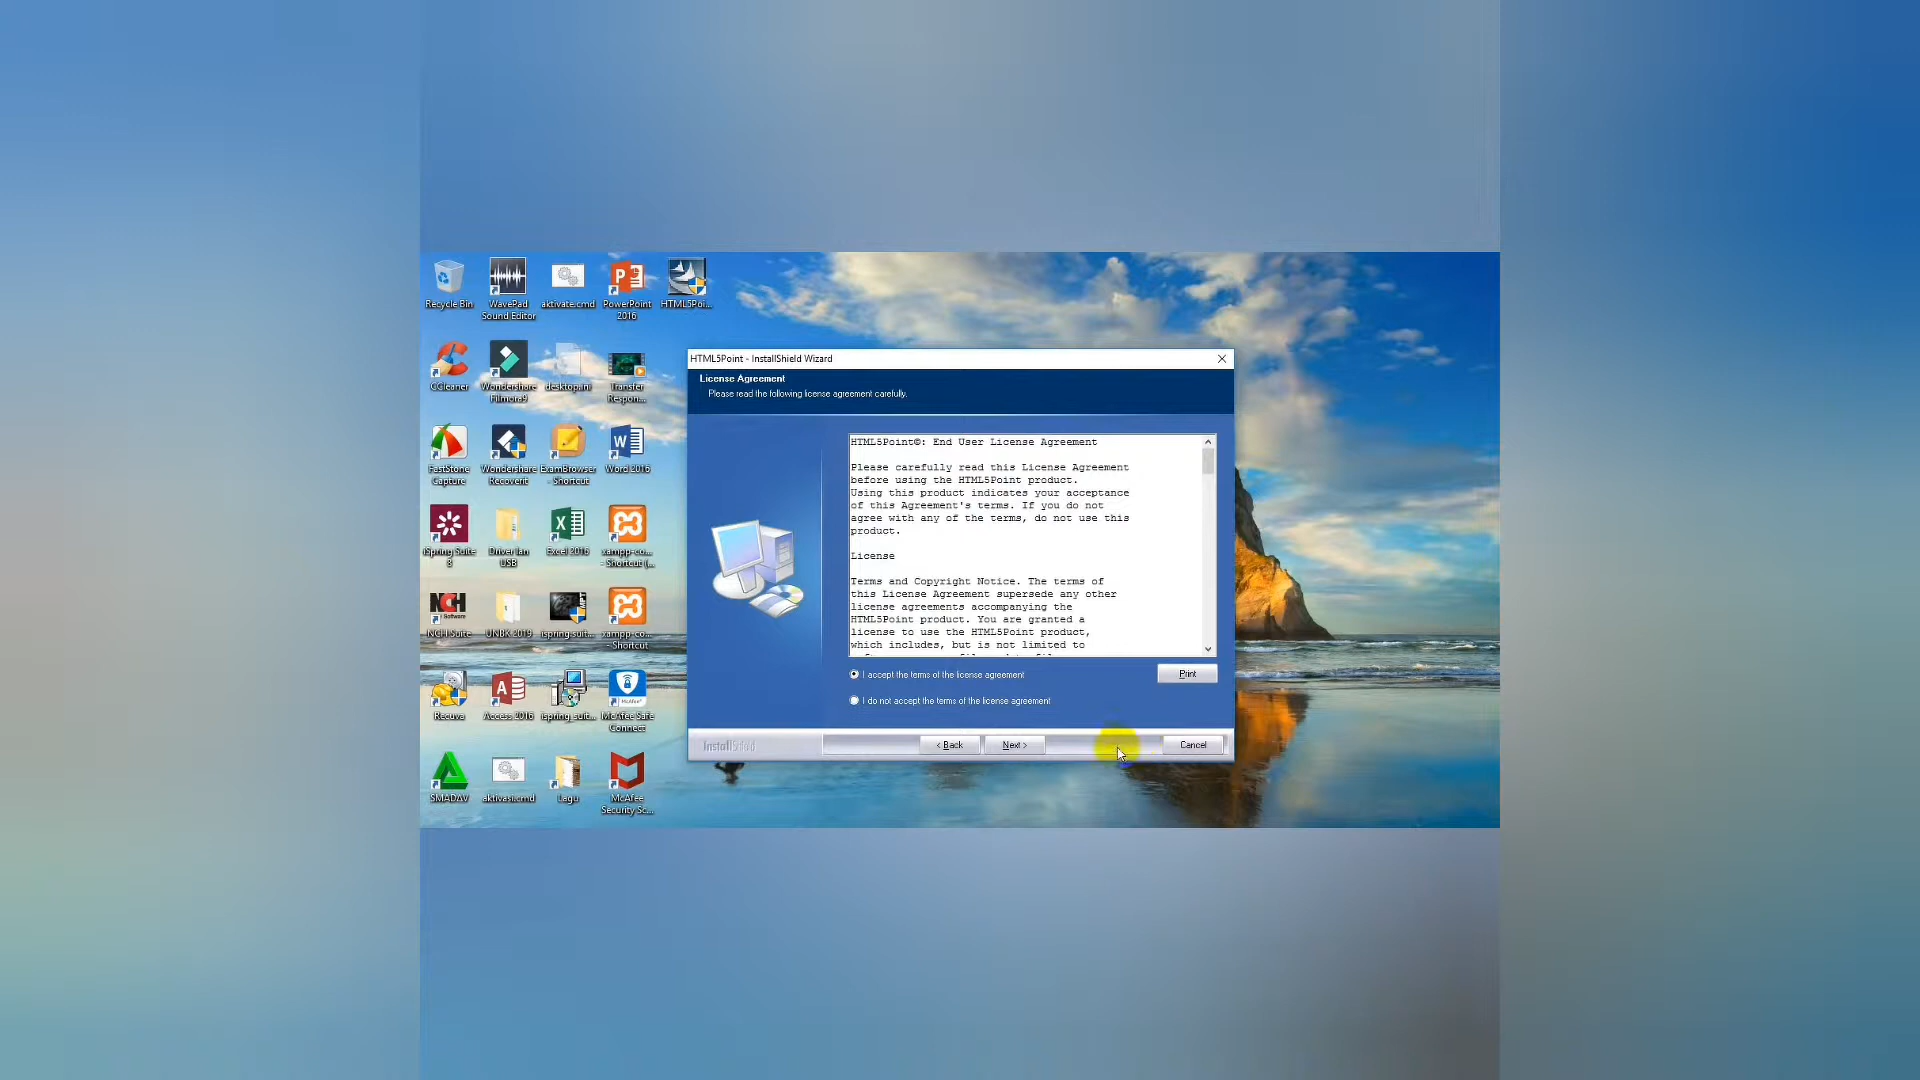 Recycle Bin
WavePad
Sound Editor
aktivate.cmd
PowerPoint
2016
HTML5Poi...
CCleaner
Wondershare
Filmora9
desktop.ini
Transfer
Respon...
FastStone
Capture
Wondershare
Recoverit
ExamBrowser
- Shortcut
Word 2016
iSpring Suite
8
Driver lan
USB
Excel 2016
xampp-co...
- Shortcut (...
NCH Suite
UNBK 2019
ispring.suit...
xampp-co...
- Shortcut
Recuva
Access 2016
ispring_suit...
McAfee Safe
Connect
SMADAV
aktivasi.cmd
Lagu
McAfee
Security Sc...
HTML5Point - InstallShield Wizard
License Agreement
Please read the following license agreement carefully.
HTML5Point©: End User License Agreement
Please carefully read this License Agreement
before using the HTML5Point product.
Using this product indicates your acceptance
of this Agreement's terms. If you do not
agree with any of the terms, do not use this
product.
License
Terms and Copyright Notice. The terms of
this License Agreement supersede any other
license agreements accompanying the
HTML5Point product. You are granted a
license to use the HTML5Point product,
which includes, but is not limited to
I accept the terms of the license agreement
Print
I do not accept the terms of the license agreement
InstallShield
< Back
Next >
Cancel